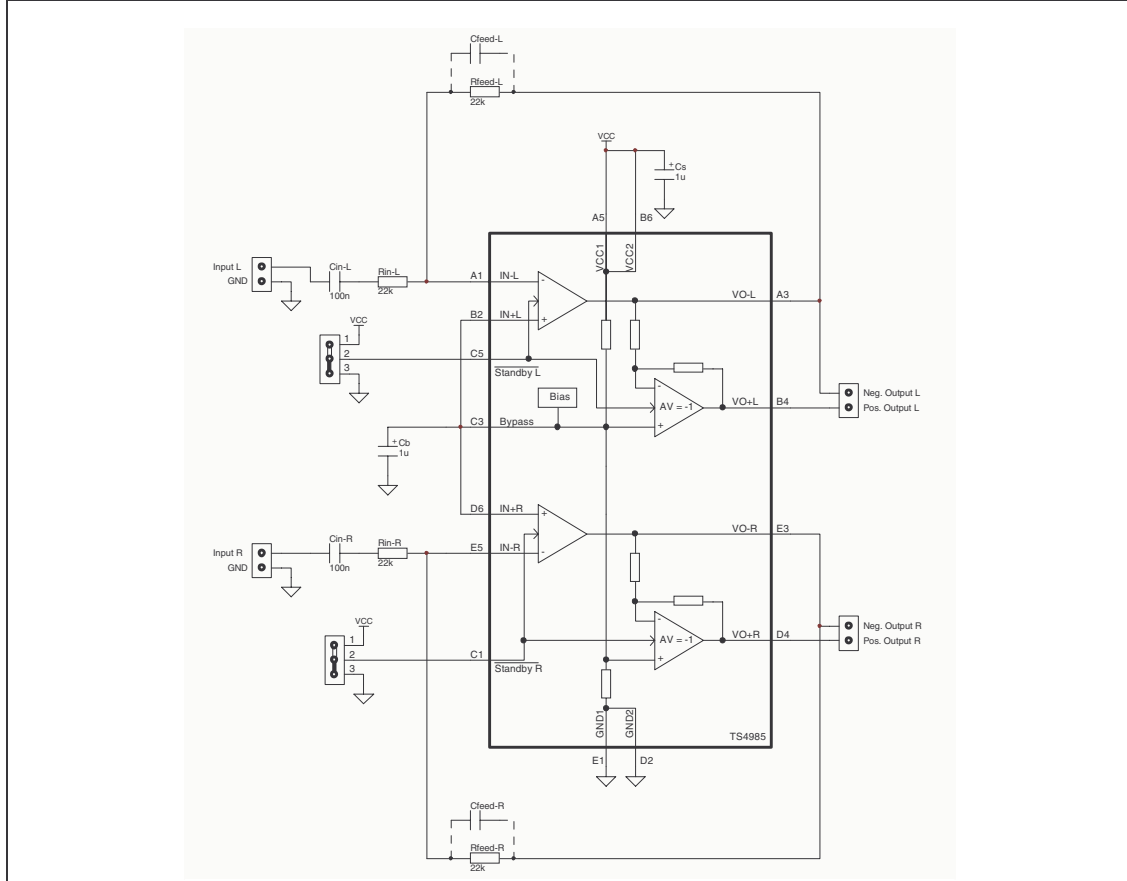 Cfeed-L
Rfeed-L
22k
VCC
+ Cs
1u
A5 B6
VCC1 VCC2
Input L
GND
Cin-L
100n
Rin-L
22k
A1 IN-L
-
+
VO-L A3
B2 IN+L
VCC
1
2
3
C5
Standby L
Bias
-
AV = -1
+
VO+L B4
Neg. Output L
Pos. Output L
C3 Bypass
+ Cb
1u
D6 IN+R
+
-
VO-R E3
Input R
GND
Cin-R
100n
Rin-R
22k
E5 IN-R
VCC
1
2
3
C1
Standby R
-
AV = -1
+
VO+R D4
Neg. Output R
Pos. Output R
GND1 GND2
TS4985
E1 D2
Cfeed-R
Rfeed-R
22k